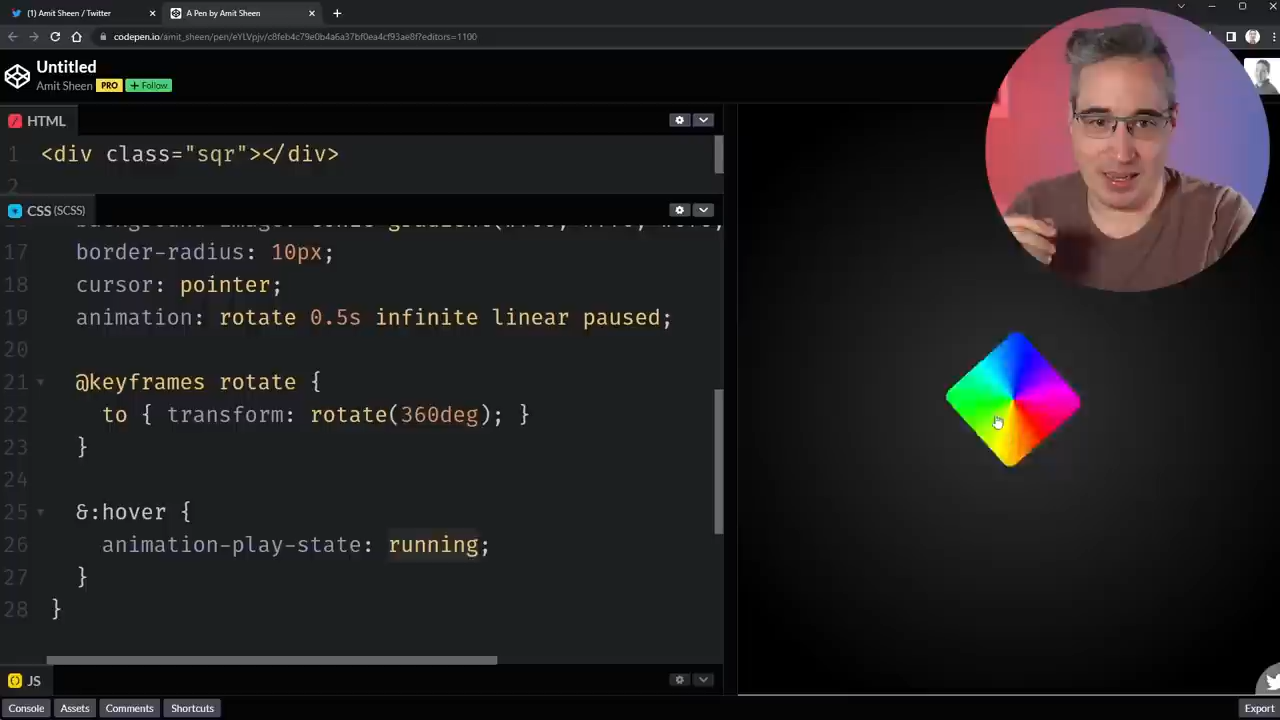 (1) Amit Sheen / Twitter
A Pen by Amit Sheen
codepen.io/amit_sheen/pen/eYLVpjv/c8feb4c79e0b4a6a37bf0ea4cf93ae8f?editors=1100
Untitled
Amit Sheen PRO + Follow
HTML
1 <div class="sqr"></div>
2
CSS (SCSS)
17 border-radius: 10px;
18 cursor: pointer;
19 animation: rotate 0.5s infinite linear paused;
20
21 @keyframes rotate {
22 to { transform: rotate(360deg); }
23 }
24
25 &:hover {
26 animation-play-state: running;
27 }
28 }
JS
Console Assets Comments Shortcuts
Export